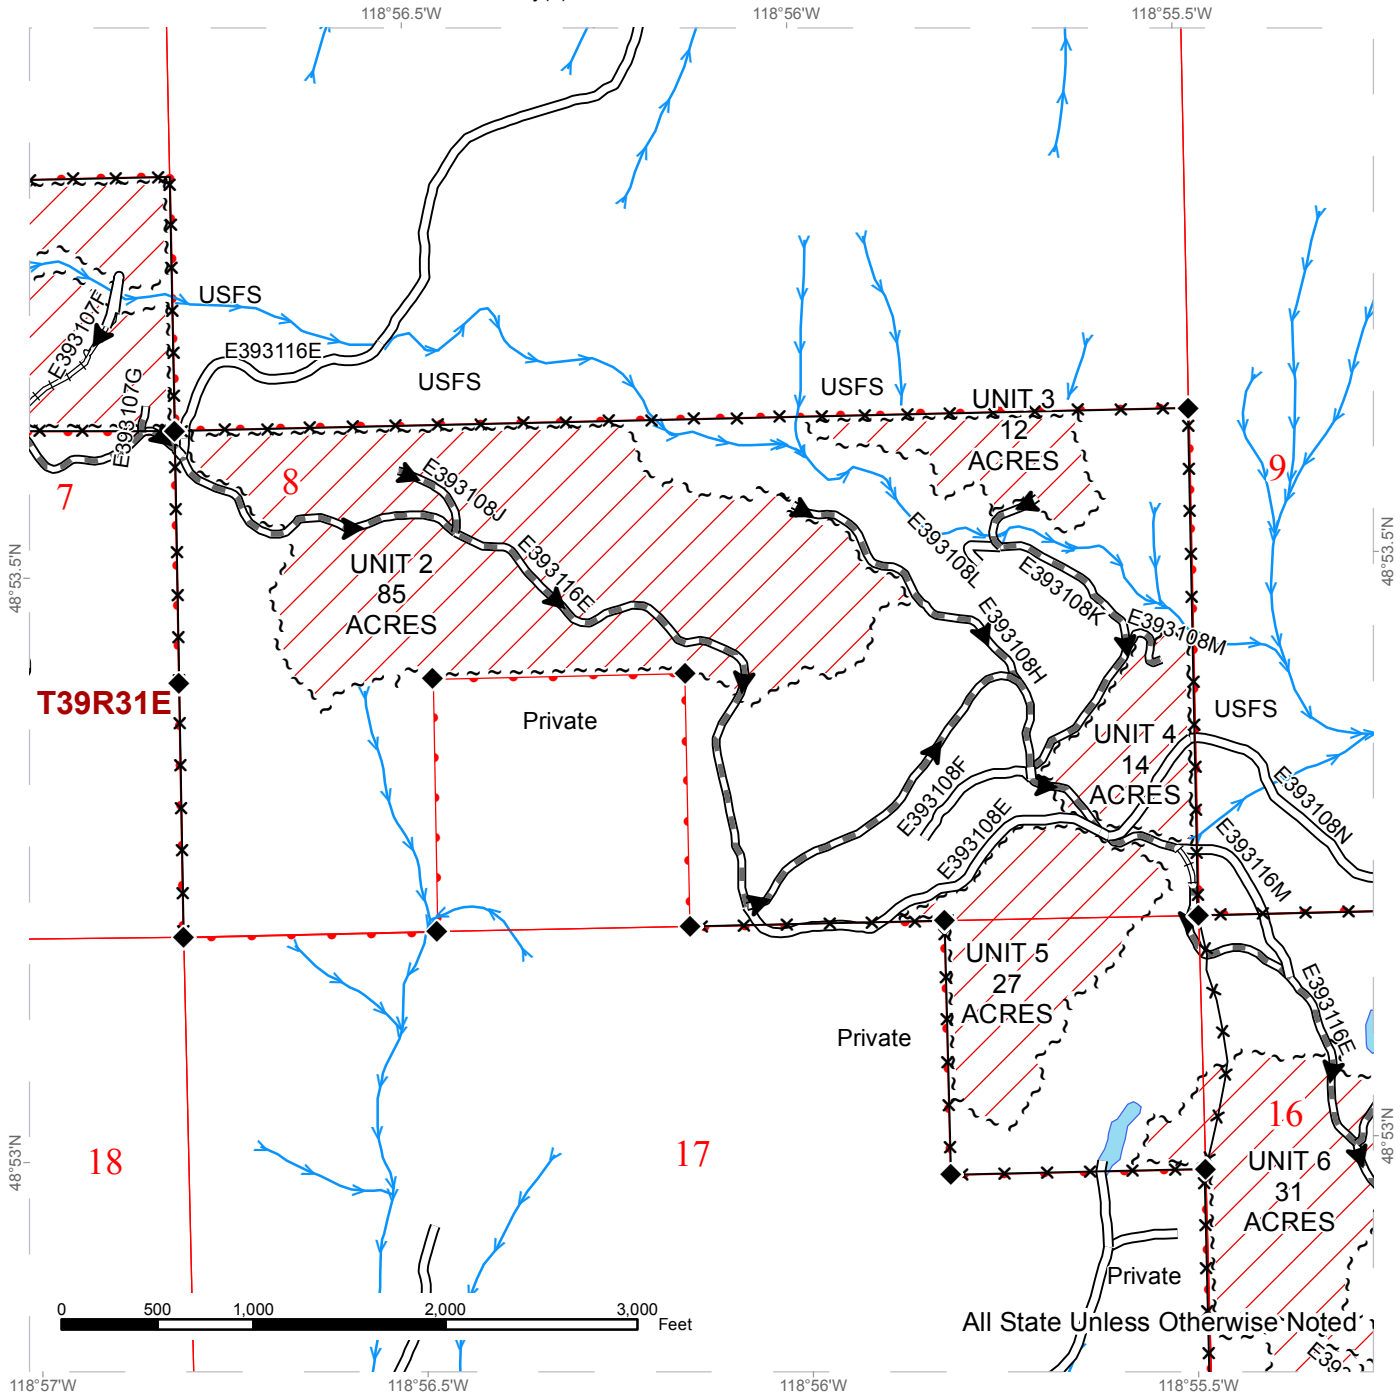 118°56.5'W
118°56'W
118°55.5'W
USFS
E393107F
E393116E
USFS
USFS
E393107G
UNIT 3
12
ACRES
7
8
9
E393108J
UNIT 2
85
ACRES
E393116E
E393108L
E393108K
E393108M
E393108H
48°53.5'N
48°53.5'N
T39R31E
Private
USFS
UNIT 4
14
ACRES
E393108F
E393108E
E393108N
E393116M
UNIT 5
27
ACRES
Private
E393116E
16
48°53'N
48°53'N
18
17
UNIT 6
31
ACRES
Private
0 500 1,000 2,000 3,000
Feet
All State Unless Otherwise Noted
118°57'W
118°56.5'W
118°56'W
118°55.5'W